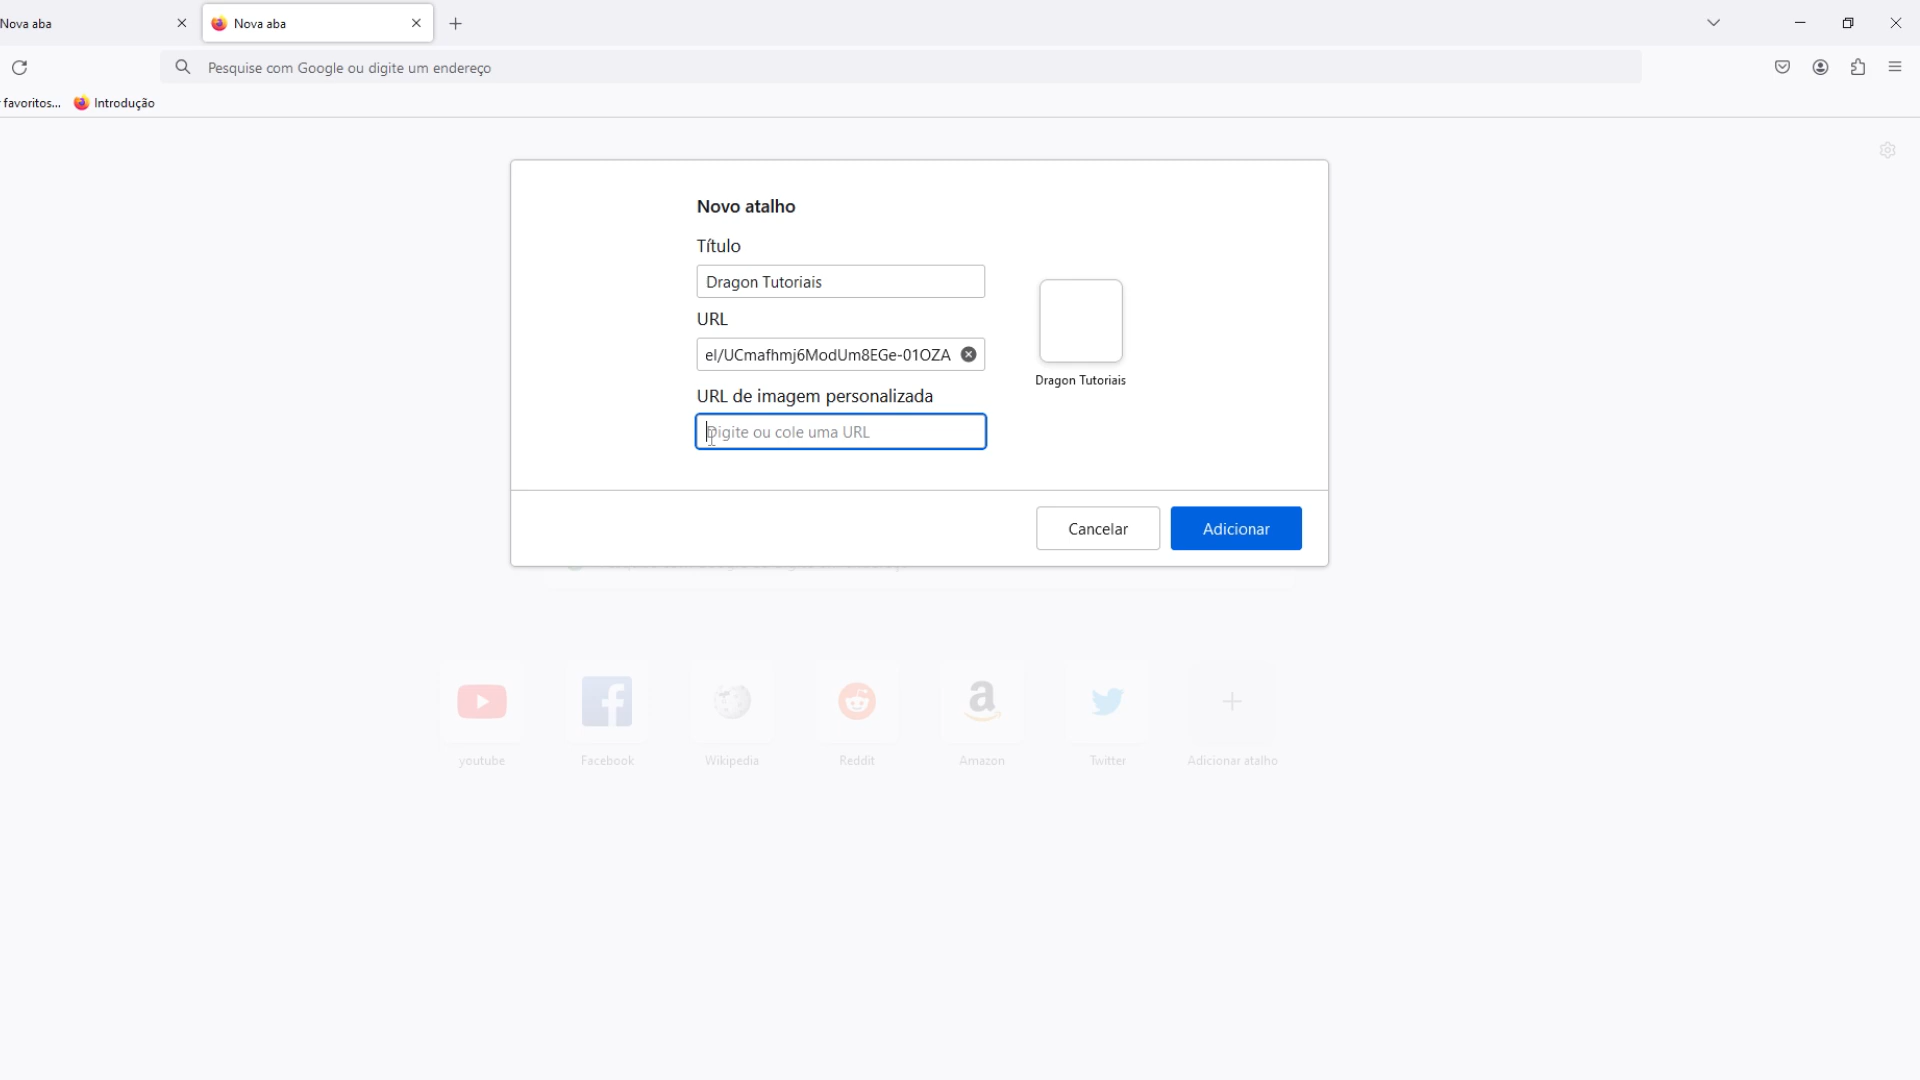 Nova aba
Nova aba
Pesquise com Google ou digite um endereço
favoritos... Introdução
Novo atalho
Título
Dragon Tutoriais
URL
el/UCmafhmj6ModUm8EGe-01OZA
Dragon Tutoriais
URL de imagem personalizada
Digite ou cole uma URL
Cancelar Adicionar
youtube Facebook Wikipedia Reddit Amazon Twitter Adicionar atalho